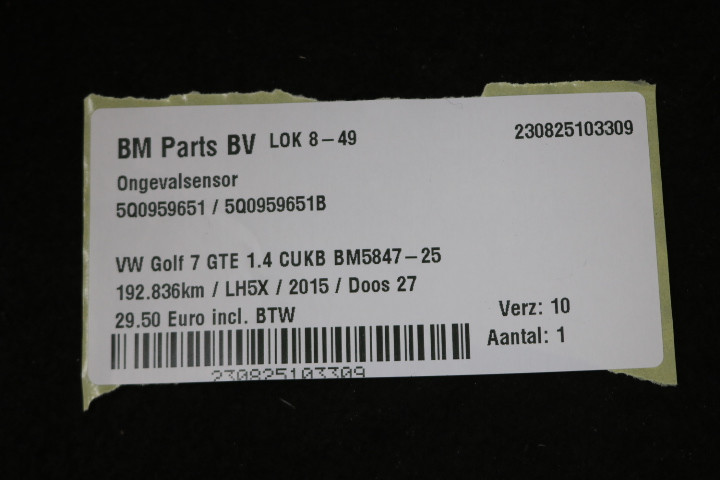 BM Parts BV LOK 8-49 230825103309
Ongevalsensor
5Q0959651 / 5Q0959651B
VW Golf 7 GTE 1.4 CUKB BM5847-25
192.836km / LH5X / 2015 / Doos 27
29.50 Euro incl. BTW
Verz: 10
Aantal: 1
230825103309